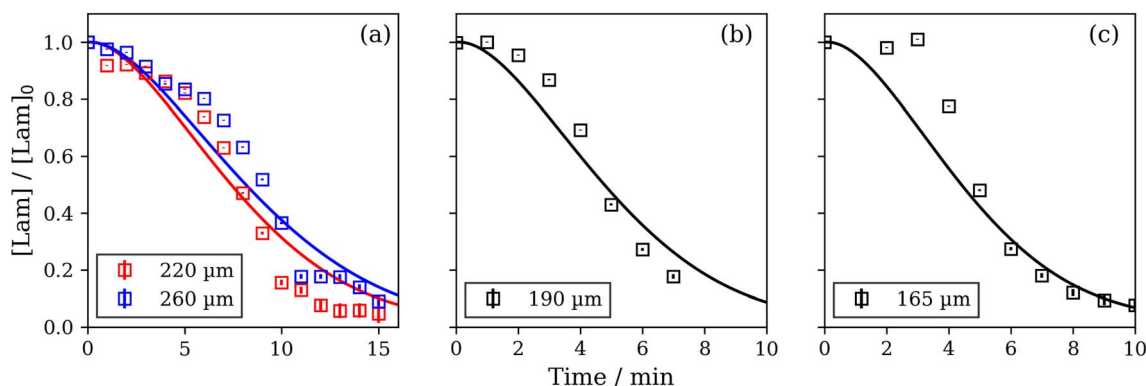 (a)
(b)
(c)
[Lam] / [Lam]₀
1.0
0.8
0.6
0.4
0.2
0.0
220 µm
260 µm
190 µm
165 µm
0 5 10 15
0 2 4 6 8 10
0 2 4 6 8 10
Time / min